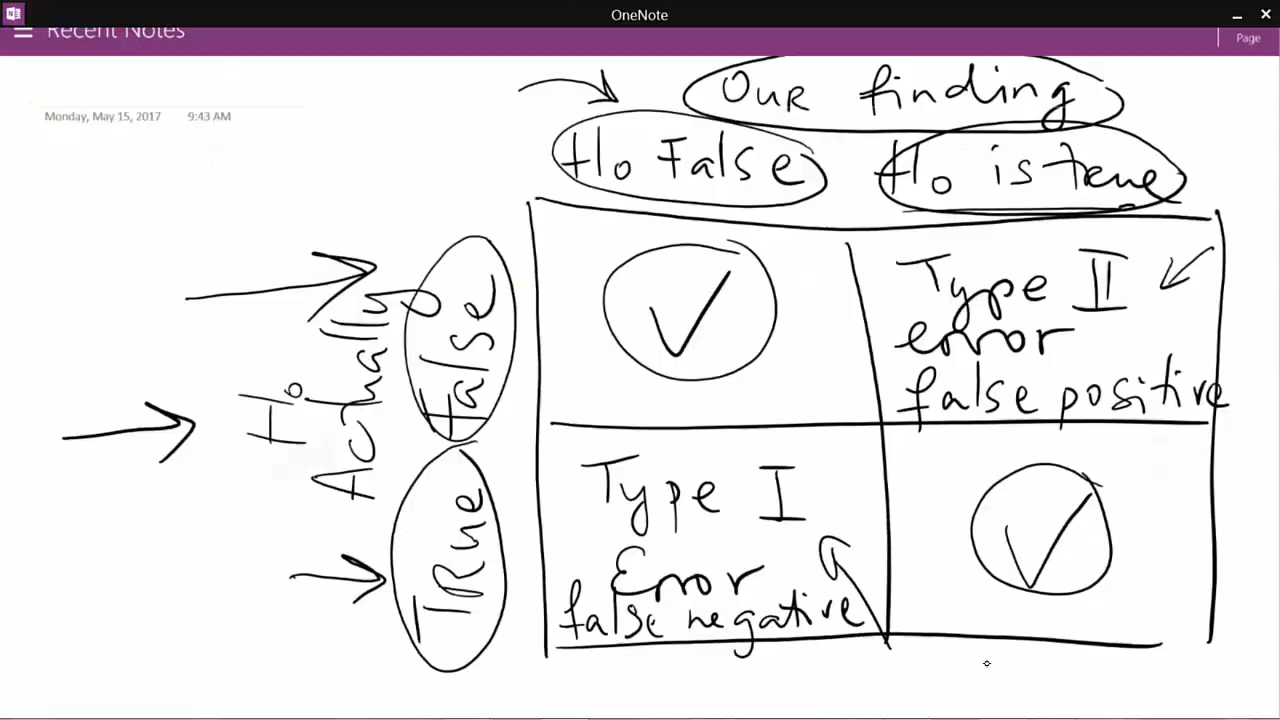 OneNote
Recent Notes
Page
Monday, May 15, 2017 9:43 AM
Our finding
Ho False Ho is true
Ho
Actually
False
TRue
Type II
error
false positive
Type I
Error
false negative